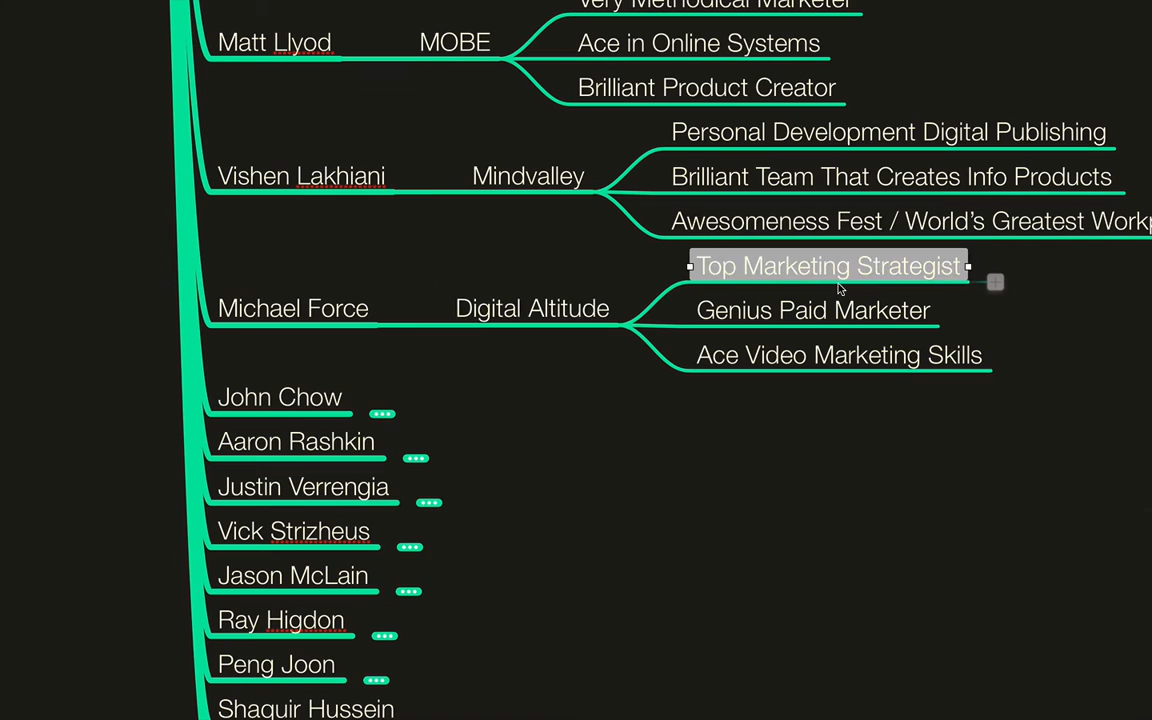 Very Methodical Marketer
Matt Llyod
MOBE
Ace in Online Systems
Brilliant Product Creator
Personal Development Digital Publishing
Vishen Lakhiani
Mindvalley
Brilliant Team That Creates Info Products
Awesomeness Fest / World's Greatest
Top Marketing Strategist
Michael Force
Digital Altitude
Genius Paid Marketer
Ace Video Marketing Skills
John Chow
Aaron Rashkin
Justin Verrengia
Vick Strizheus
Jason McLain
Ray Higdon
Peng Joon
Shaquir Hussein